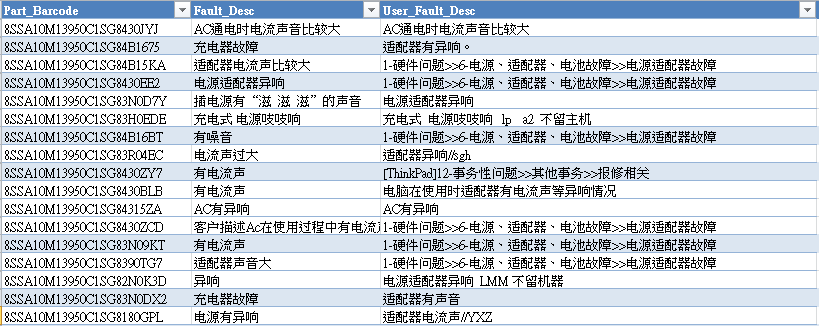 Part_Barcode Fault_Desc User_Fault_Desc
8SSA10M13950C1SG8430JYJ AC通电时电流声音比较大 AC通电时电流声音比较大
8SSA10M13950C1SG84B1675 充电器故障 适配器有异响。
8SSA10M13950C1SG84B15KA 适配器电流声比较大 1-硬件问题>>6-电源、适配器、电池故障>>电源适配器故障
8SSA10M13950C1SG8430EE2 电源适配器异响 1-硬件问题>>6-电源、适配器、电池故障>>电源适配器故障
8SSA10M13950C1SG83N0D7Y 插电源有“滋 滋 滋”的声音 电源适配器异响
8SSA10M13950C1SG83H0EDE 充电式 电源吱吱响 充电式 电源吱吱响 lp a2 不留主机
8SSA10M13950C1SG84B16BT 有噪音 1-硬件问题>>6-电源、适配器、电池故障>>电源适配器故障
8SSA10M13950C1SG83R04EC 电流声过大 适配器异响//sgh
8SSA10M13950C1SG8430ZY7 有电流声 [ThinkPad]12-事务性问题>>其他事务>>报修相关
8SSA10M13950C1SG8430BLB 有电流声 电脑在使用时适配器有电流声等异响情况
8SSA10M13950C1SG84315ZA AC有异响 AC有异响
8SSA10M13950C1SG8430ZCD 客户描述Ac在使用过程中有电流 1-硬件问题>>6-电源、适配器、电池故障>>电源适配器故障
8SSA10M13950C1SG83N09KT 有电流声 1-硬件问题>>6-电源、适配器、电池故障>>电源适配器故障
8SSA10M13950C1SG8390TG7 适配器声音大 1-硬件问题>>6-电源、适配器、电池故障>>电源适配器故障
8SSA10M13950C1SG82N0K3D 异响 电源适配器异响 LMM 不留机器
8SSA10M13950C1SG83N0DX2 充电器故障 适配器有声音
8SSA10M13950C1SG8180GPL 电源有异响 适配器电流声//YXZ